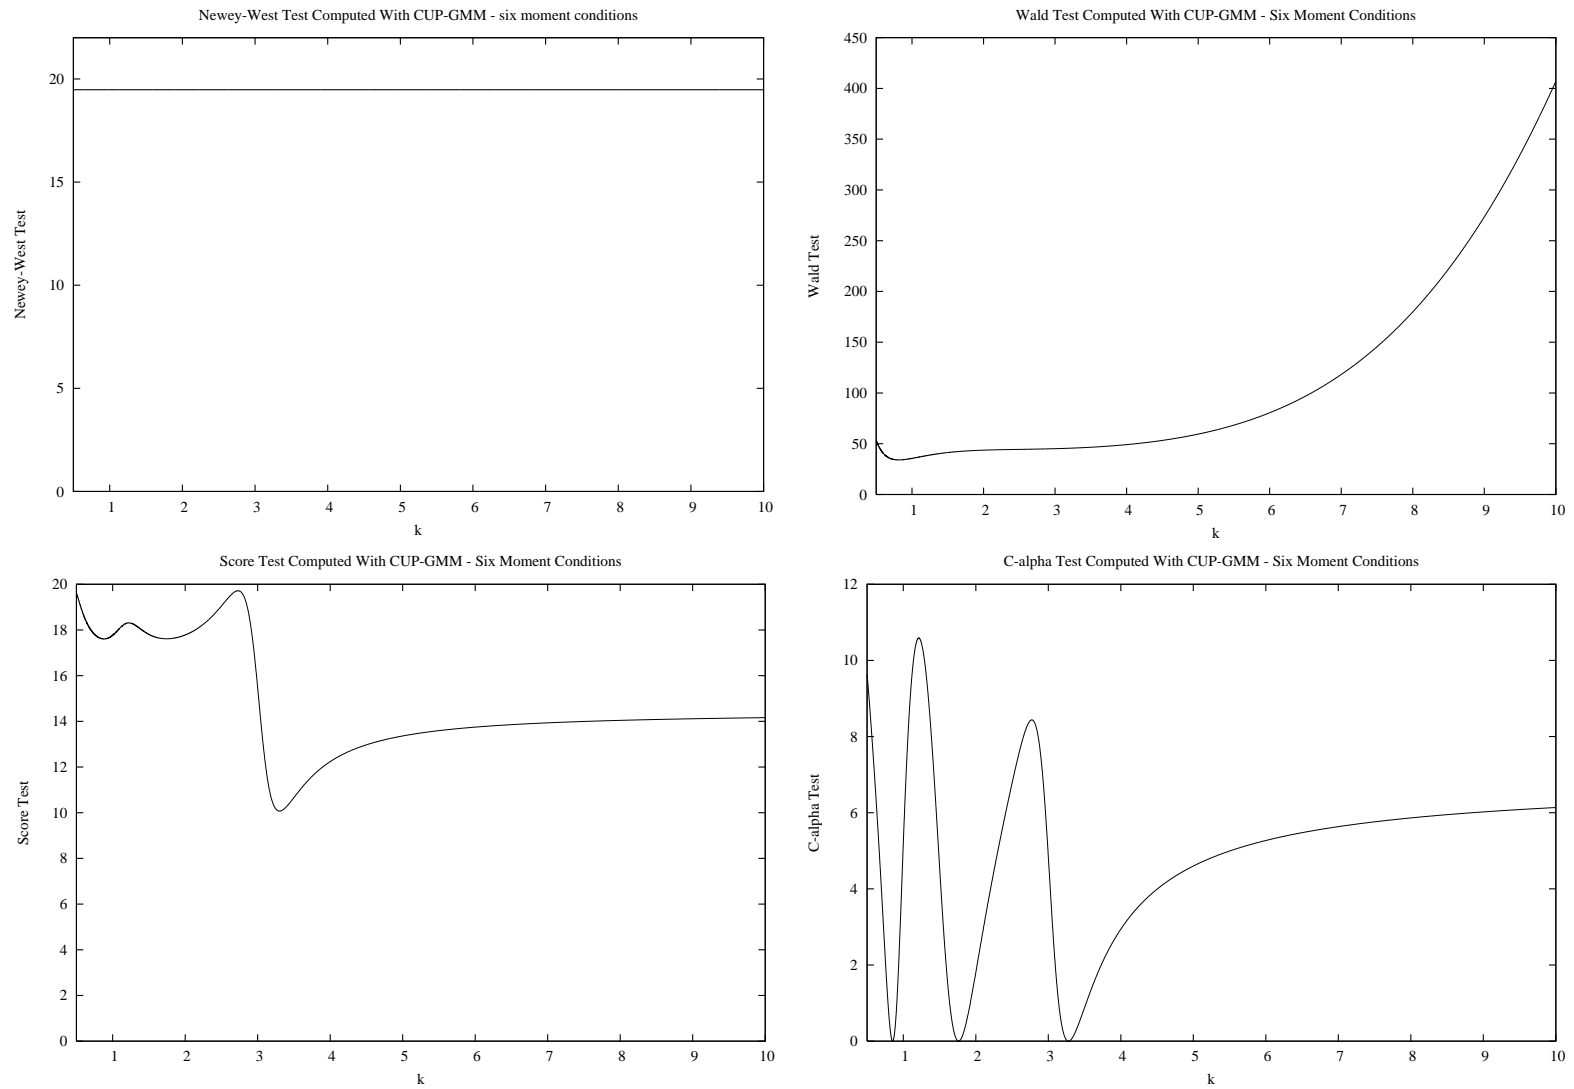 Newey-West Test Computed With CUP-GMM - six moment conditions
20
15
10
5
0
Newey-West Test
1 2 3 4 5 6 7 8 9 10
k
Wald Test Computed With CUP-GMM - Six Moment Conditions
450
400
350
300
250
200
150
100
50
0
Wald Test
1 2 3 4 5 6 7 8 9 10
k
Score Test Computed With CUP-GMM - Six Moment Conditions
20
18
16
14
12
10
8
6
4
2
0
Score Test
1 2 3 4 5 6 7 8 9 10
k
C-alpha Test Computed With CUP-GMM - Six Moment Conditions
12
10
8
6
4
2
0
C-alpha Test
1 2 3 4 5 6 7 8 9 10
k